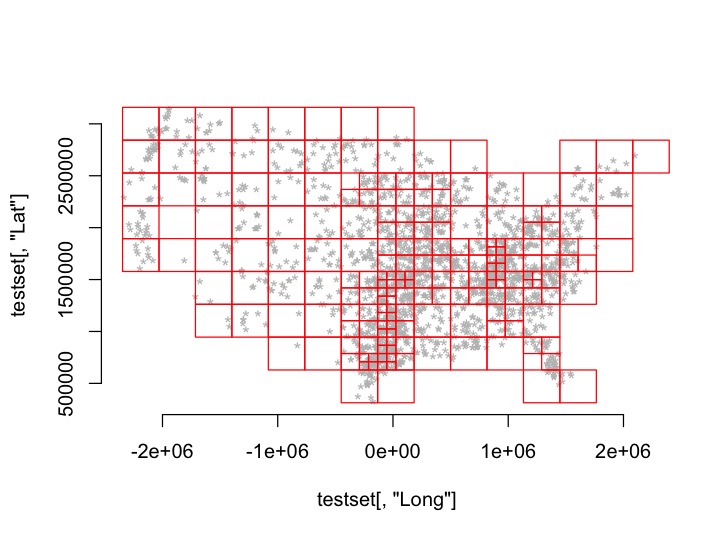 testset[, "Lat"]
2500000
1500000
500000
-2e+06
-1e+06
0e+00
1e+06
2e+06
testset[, "Long"]